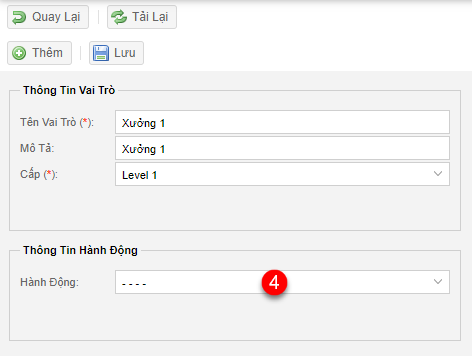 Quay Lại Tải Lại
Thêm Lưu
Thông Tin Vai Trò
Tên Vai Trò (*): Xưởng 1
Mô Tả: Xưởng 1
Cấp (*): Level 1
Thông Tin Hành Động
Hành Động: - - - - 4